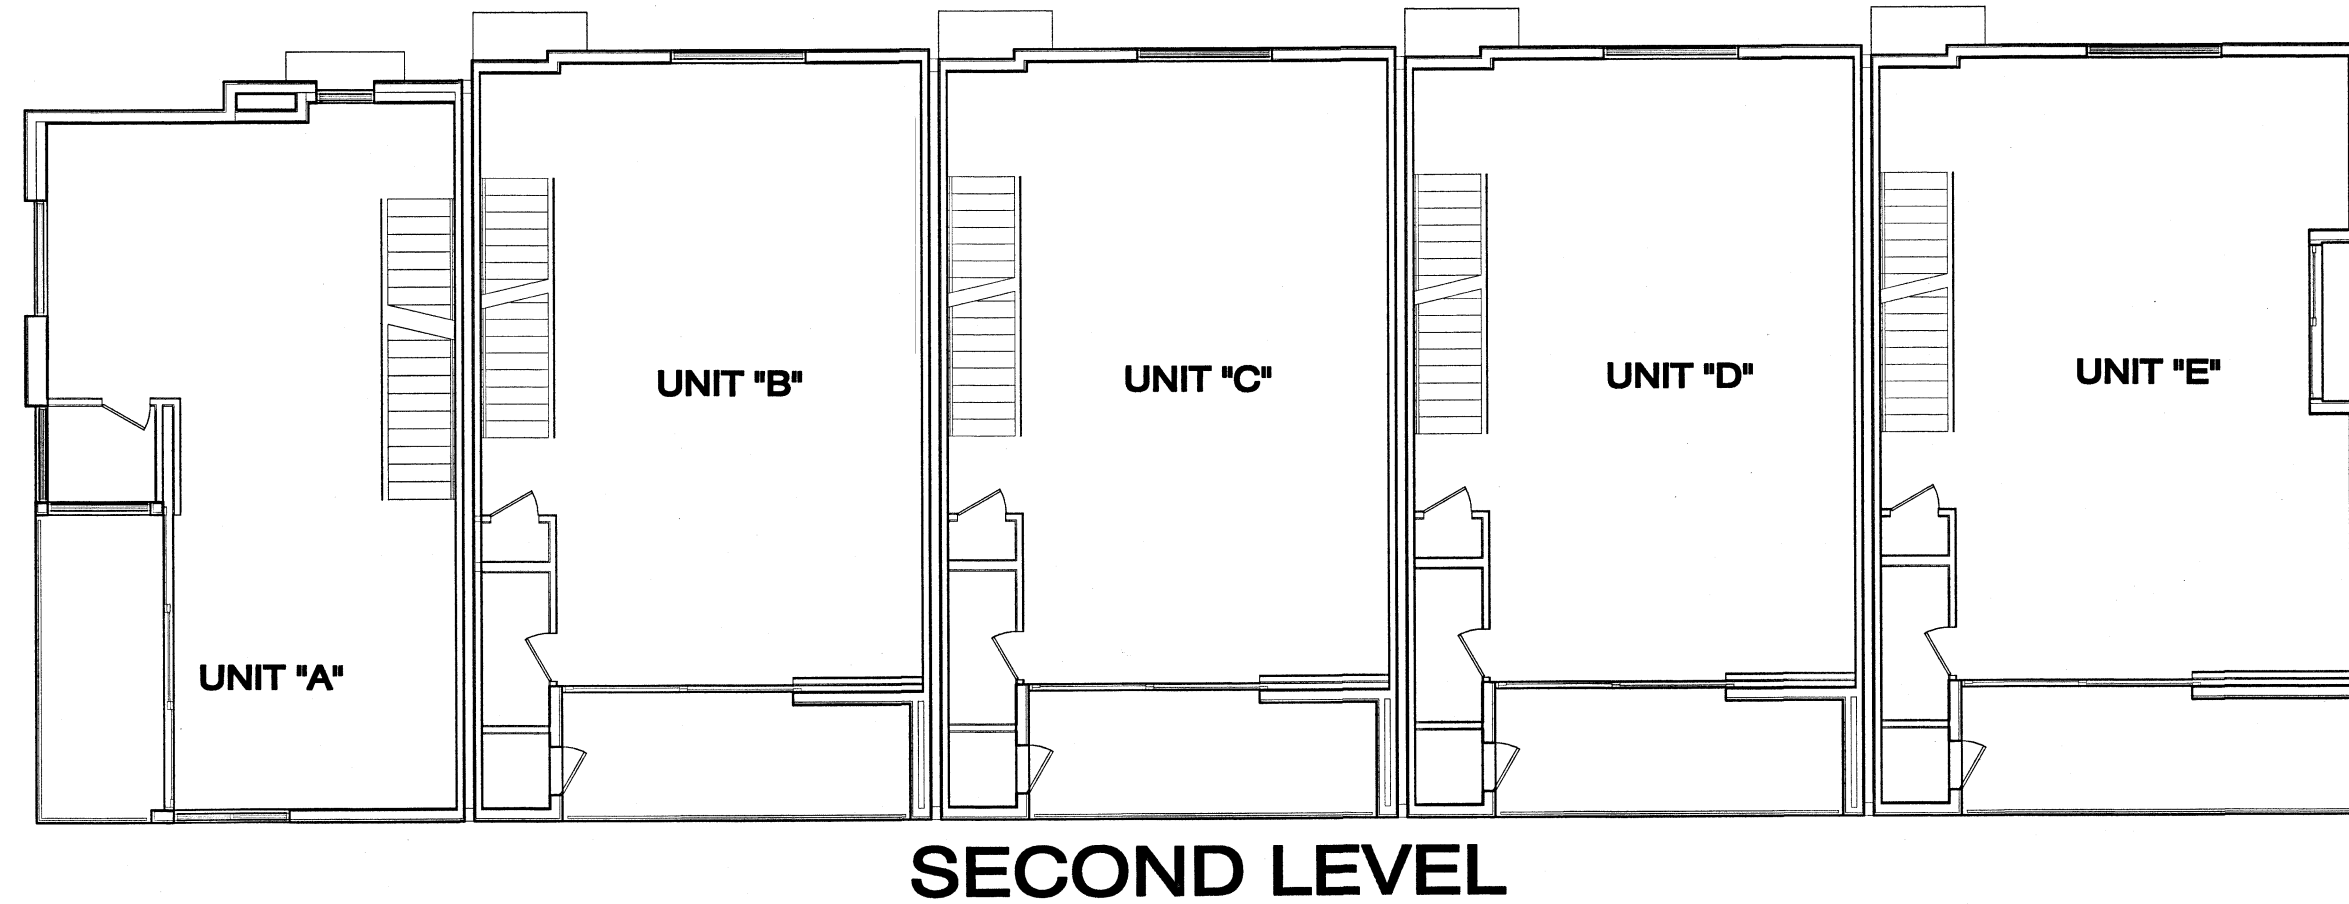 UNIT "A"
UNIT "B"
UNIT "C"
UNIT "D"
UNIT "E"
SECOND LEVEL